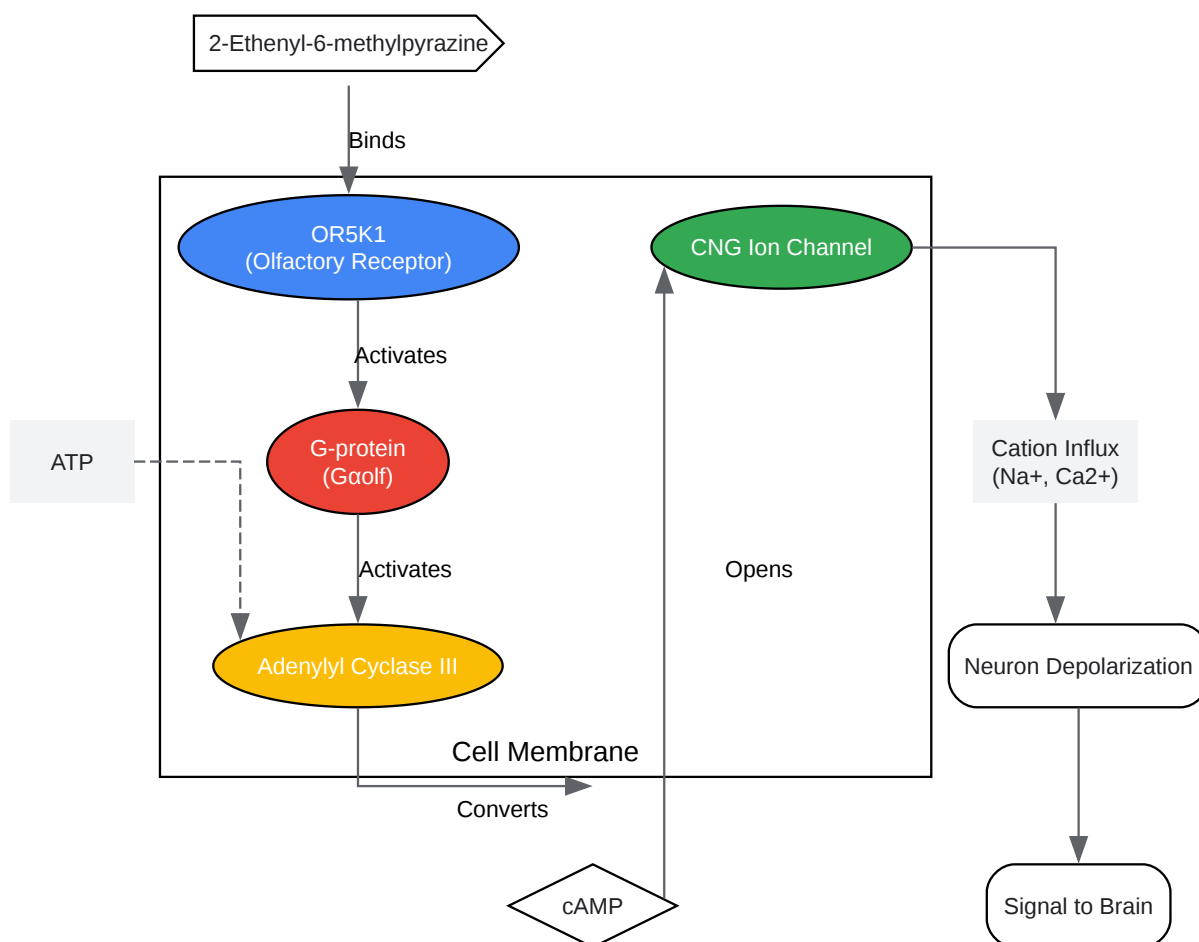 2-Ethenyl-6-methylpyrazine
Binds
OR5K1
(Olfactory Receptor)
CNG Ion Channel
Activates
ATP
G-protein
(Gαolf)
Cation Influx
(Na+, Ca2+)
Activates
Opens
Adenylyl Cyclase III
Neuron Depolarization
Cell Membrane
Converts
cAMP
Signal to Brain